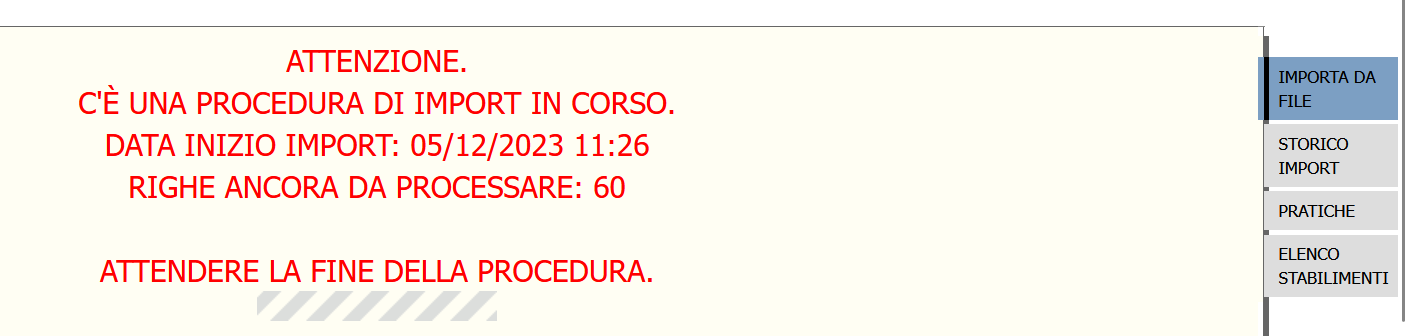 ATTENZIONE.
C'È UNA PROCEDURA DI IMPORT IN CORSO.
DATA INIZIO IMPORT: 05/12/2023 11:26
RIGHE ANCORA DA PROCESSARE: 60
ATTENDERE LA FINE DELLA PROCEDURA.
IMPORTA DA
FILE
STORICO
IMPORT
PRATICHE
ELENCO
STABILIMENTI